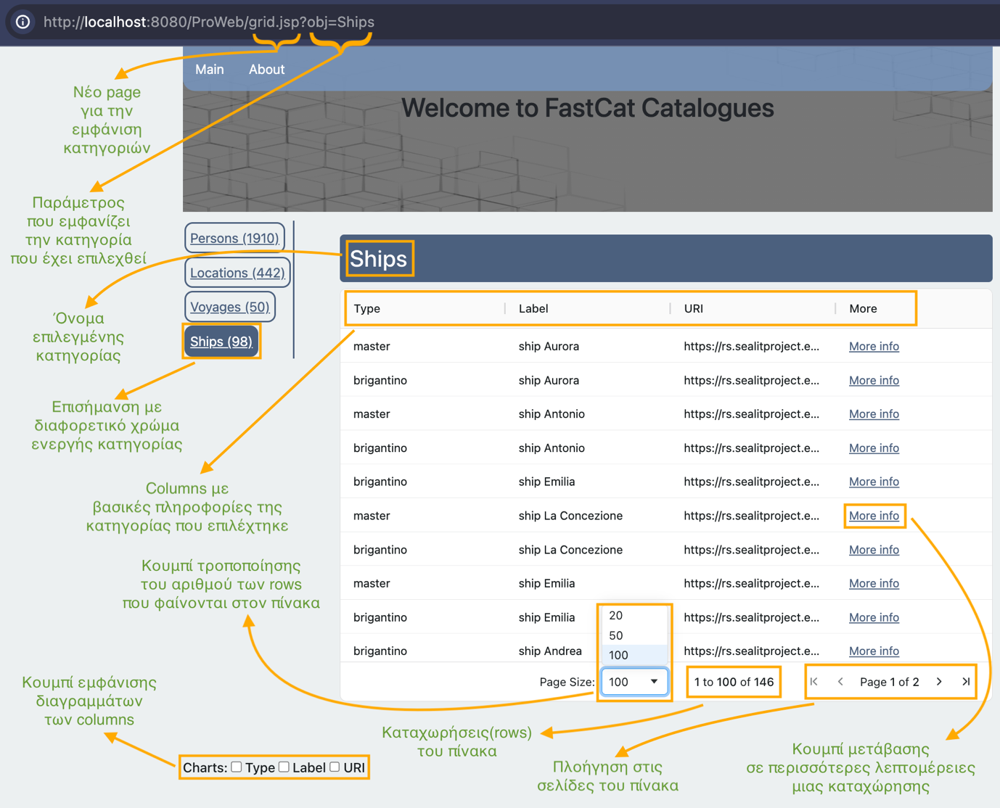 http://localhost:8080/ProWeb/grid.jsp?obj=Ships
Main About
Welcome to FastCat Catalogues
Νέο page
για την
εμφάνιση
κατηγοριών
Παράμετρος
που εμφανίζει
την κατηγορία
που έχει επιλεχθεί
Όνομα
επιλεγμένης
κατηγορίας
Επισήμανση με
διαφορετικό χρώμα
ενεργής κατηγορίας
Columns με
βασικές πληροφορίες της
κατηγορίας που επιλέχτηκε
Κουμπί τροποποίησης
του αριθμού των rows
που φαίνονται στον πίνακα
Κουμπί εμφάνισης
διαγραμμάτων
των columns
Persons (1910)
Locations (442)
Voyages (50)
Ships (98)
Ships
Type Label URI More
master ship Aurora https://rs.sealitproject.e... More info
brigantino ship Aurora https://rs.sealitproject.e... More info
master ship Antonio https://rs.sealitproject.e... More info
brigantino ship Antonio https://rs.sealitproject.e... More info
brigantino ship Emilia https://rs.sealitproject.e... More info
master ship La Concezione https://rs.sealitproject.e... More info
brigantino ship La Concezione https://rs.sealitproject.e... More info
master ship Emilia https://rs.sealitproject.e... More info
brigantino ship Emilia https://rs.sealitproject.e... More info
brigantino ship Andrea https://rs.sealitproject.e... More info
20
50
100
Page Size: 100 1 to 100 of 146 Page 1 of 2
Καταχωρήσεις(rows)
του πίνακα
Πλοήγηση στις
σελίδες του πίνακα
Κουμπί μετάβασης
σε περισσότερες λεπτομέρειες
μιας καταχώρησης
Charts: Type Label URI